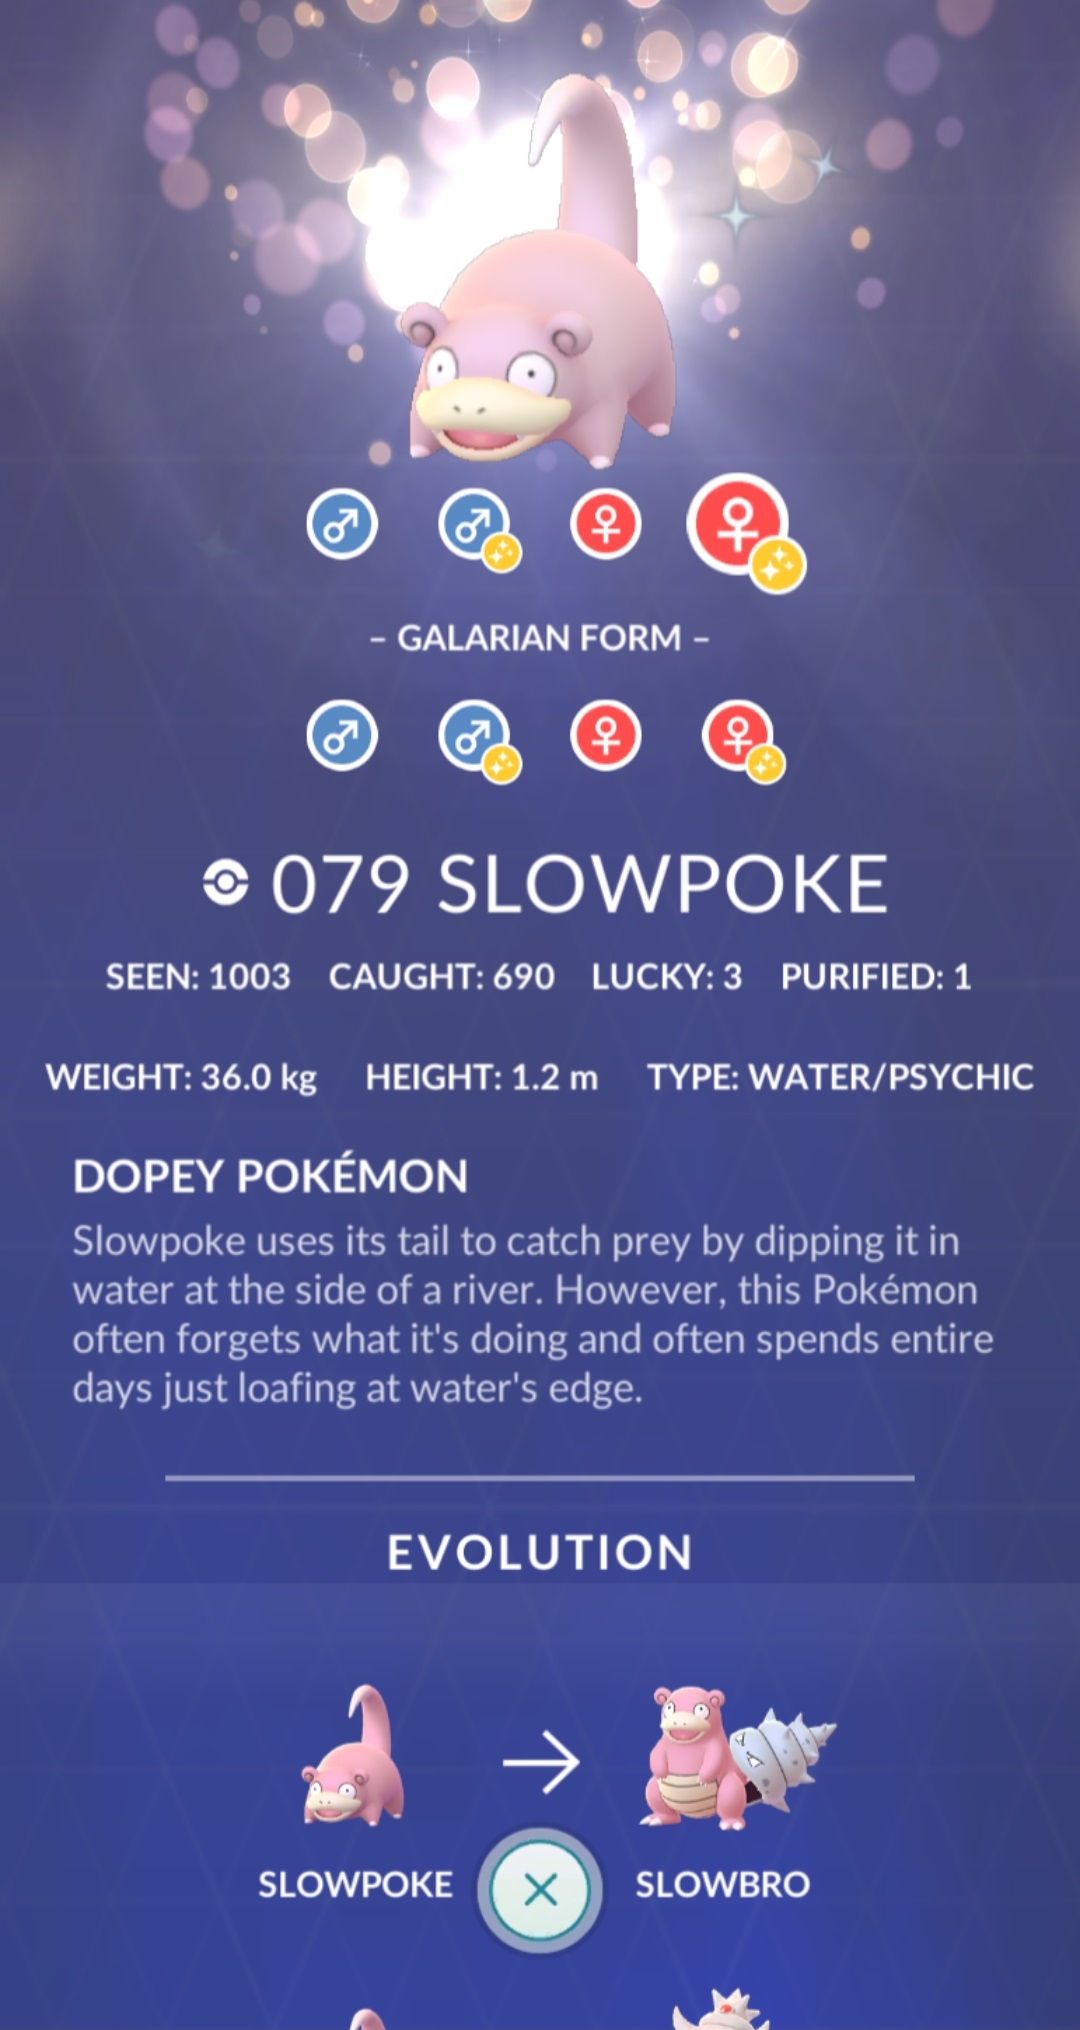 – GALARIAN FORM –
079 SLOWPOKE
SEEN: 1003 CAUGHT: 690 LUCKY: 3 PURIFIED: 1
WEIGHT: 36.0 kg HEIGHT: 1.2 m TYPE: WATER/PSYCHIC
DOPEY POKÉMON
Slowpoke uses its tail to catch prey by dipping it in
water at the side of a river. However, this Pokémon
often forgets what it's doing and often spends entire
days just loafing at water's edge.
EVOLUTION
SLOWPOKE SLOWBRO